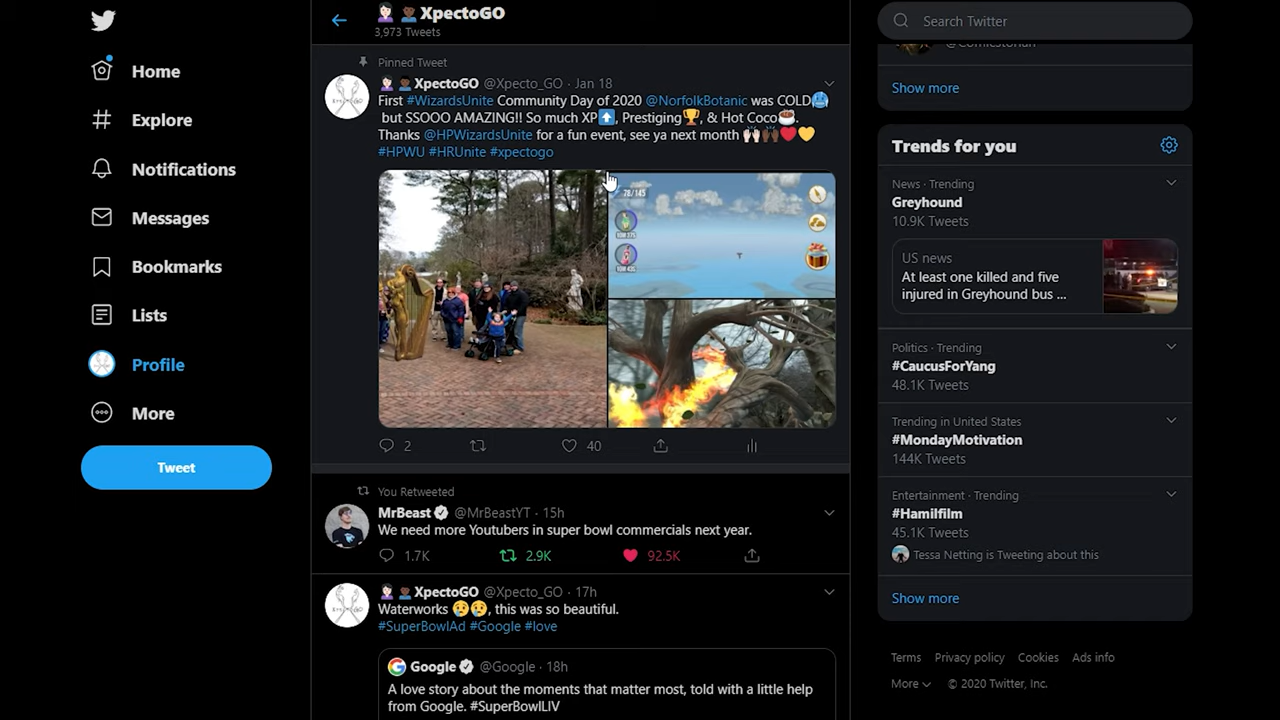 Home
Explore
Notifications
Messages
Bookmarks
Lists
Profile
More
Tweet
XpectoGO
3,973 Tweets
Pinned Tweet
XpectoGO @Xpecto_GO · Jan 18
First #WizardsUnite Community Day of 2020 @NorfolkBotanic was COLD🥶
but SSOOO AMAZING!! So much XP⬆️, Prestiging🏆, & Hot Coco☕.
Thanks @HPWizardsUnite for a fun event, see ya next month 🙌🏻🙌🏾❤️💛
#HPWU #HRUnite #xpectogo
78/145
2
40
You Retweeted
MrBeast @MrBeastYT · 15h
We need more Youtubers in super bowl commercials next year.
1.7K
2.9K
92.5K
XpectoGO @Xpecto_GO · 17h
Waterworks 😢😢, this was so beautiful.
#SuperBowlAd #Google #love
Google @Google · 18h
A love story about the moments that matter most, told with a little help
from Google. #SuperBowlLIV
Search Twitter
@Comicstorian
Show more
Trends for you
News · Trending
Greyhound
10.9K Tweets
US news
At least one killed and five
injured in Greyhound bus ...
Politics · Trending
#CaucusForYang
48.1K Tweets
Trending in United States
#MondayMotivation
144K Tweets
Entertainment · Trending
#Hamilfilm
45.1K Tweets
Tessa Netting is Tweeting about this
Show more
Terms Privacy policy Cookies Ads info
More © 2020 Twitter, Inc.